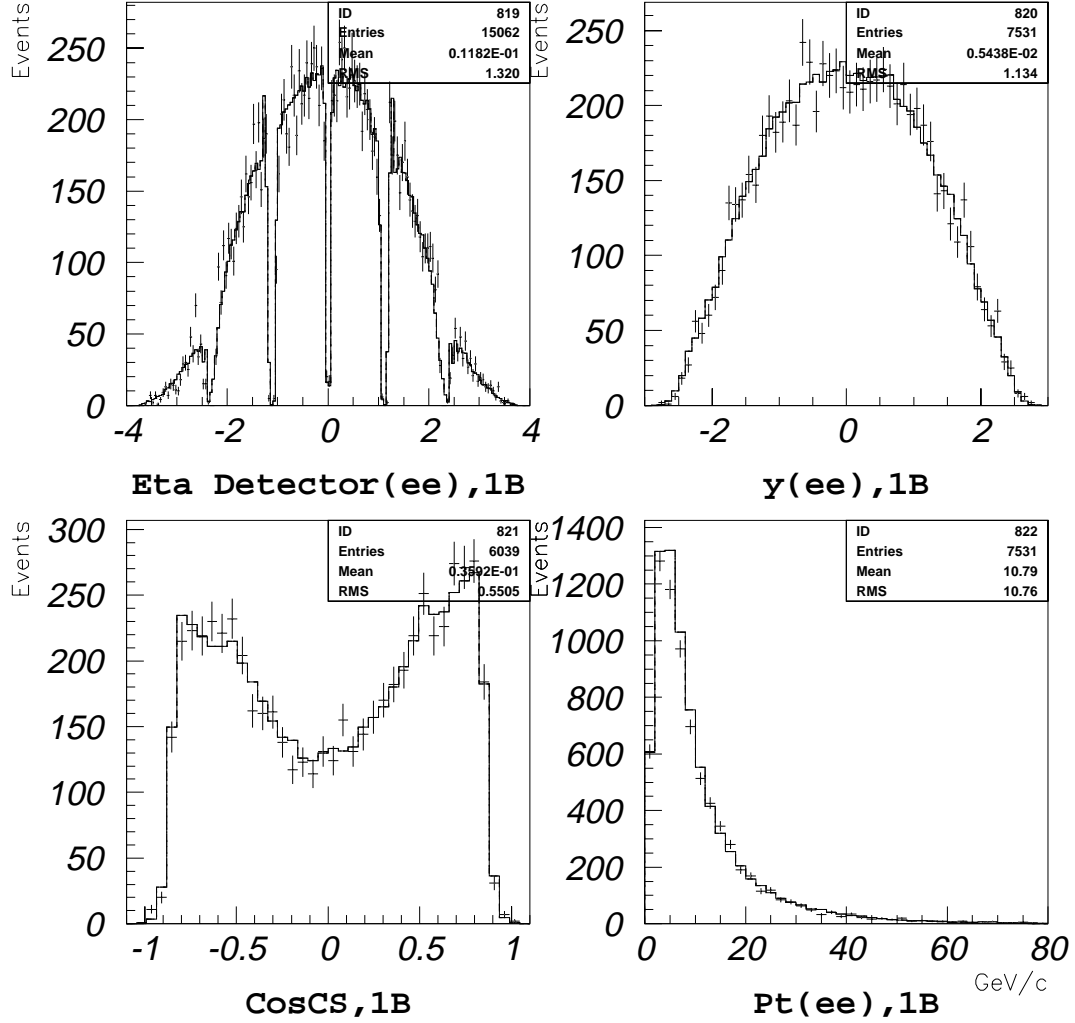 Events
ID 819
Entries 15062
Mean 0.1182E-01
RMS 1.320
250
200
150
100
50
0
-4 -2 0 2 4
Eta Detector(ee),1B
Events
ID 820
Entries 7531
Mean 0.5438E-02
RMS 1.134
250
200
150
100
50
0
-2 0 2
y(ee),1B
Events
ID 821
Entries 6039
Mean 0.3592E-01
RMS 0.5505
300
250
200
150
100
50
0
-1 -0.5 0 0.5 1
CosCS,1B
Events
ID 822
Entries 7531
Mean 10.79
RMS 10.76
1400
1200
1000
800
600
400
200
0
0 20 40 60 80
GeV/c
Pt(ee),1B